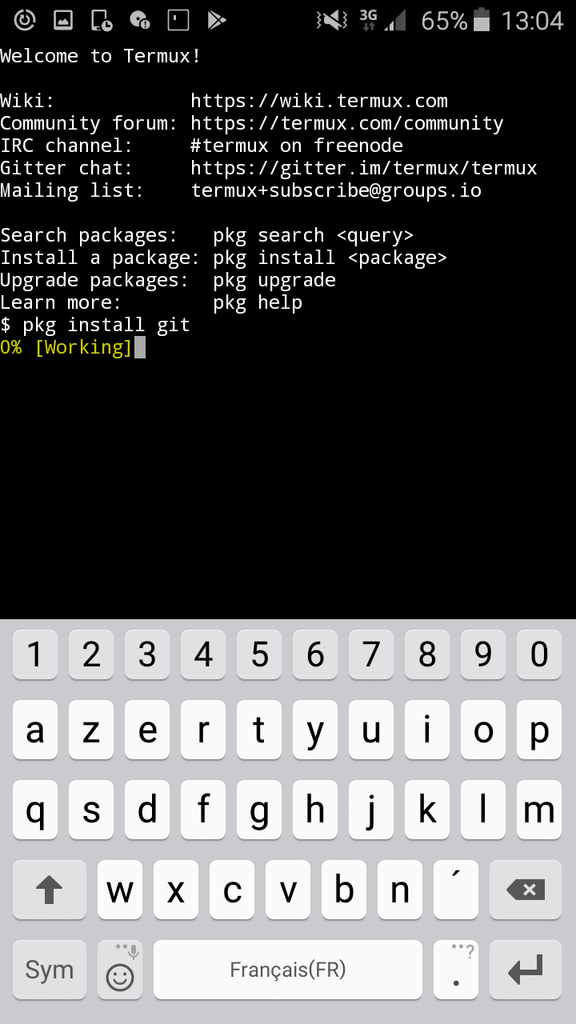 3G 65% 13:04
Welcome to Termux!
Wiki: https://wiki.termux.com
Community forum: https://termux.com/community
IRC channel: #termux on freenode
Gitter chat: https://gitter.im/termux/termux
Mailing list: termux+subscribe@groups.io
Search packages: pkg search <query>
Install a package: pkg install <package>
Upgrade packages: pkg upgrade
Learn more: pkg help
$ pkg install git
0% [Working]
1 2 3 4 5 6 7 8 9 0
a z e r t y u i o p
q s d f g h j k l m
w x c v b n ´
Sym Français(FR) . ?